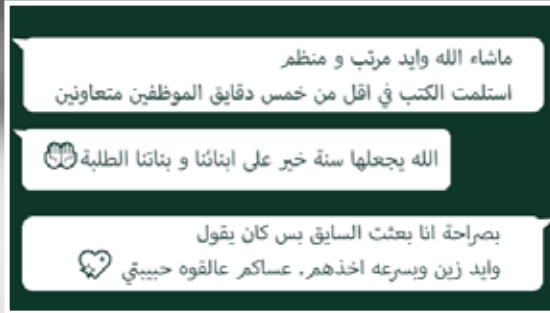 ماشاء الله وايد مرتب و منظم
استلمت الكتب في اقل من خمس دقايق الموظفين متعاونين
الله يجعلها سنة خير على ابنائنا و بناتنا الطلبة🤲
بصراحة انا بعثت السايق بس كان يقول
وايد زين وبسرعه اخذهم. عساكم عالقوه حبيبتي